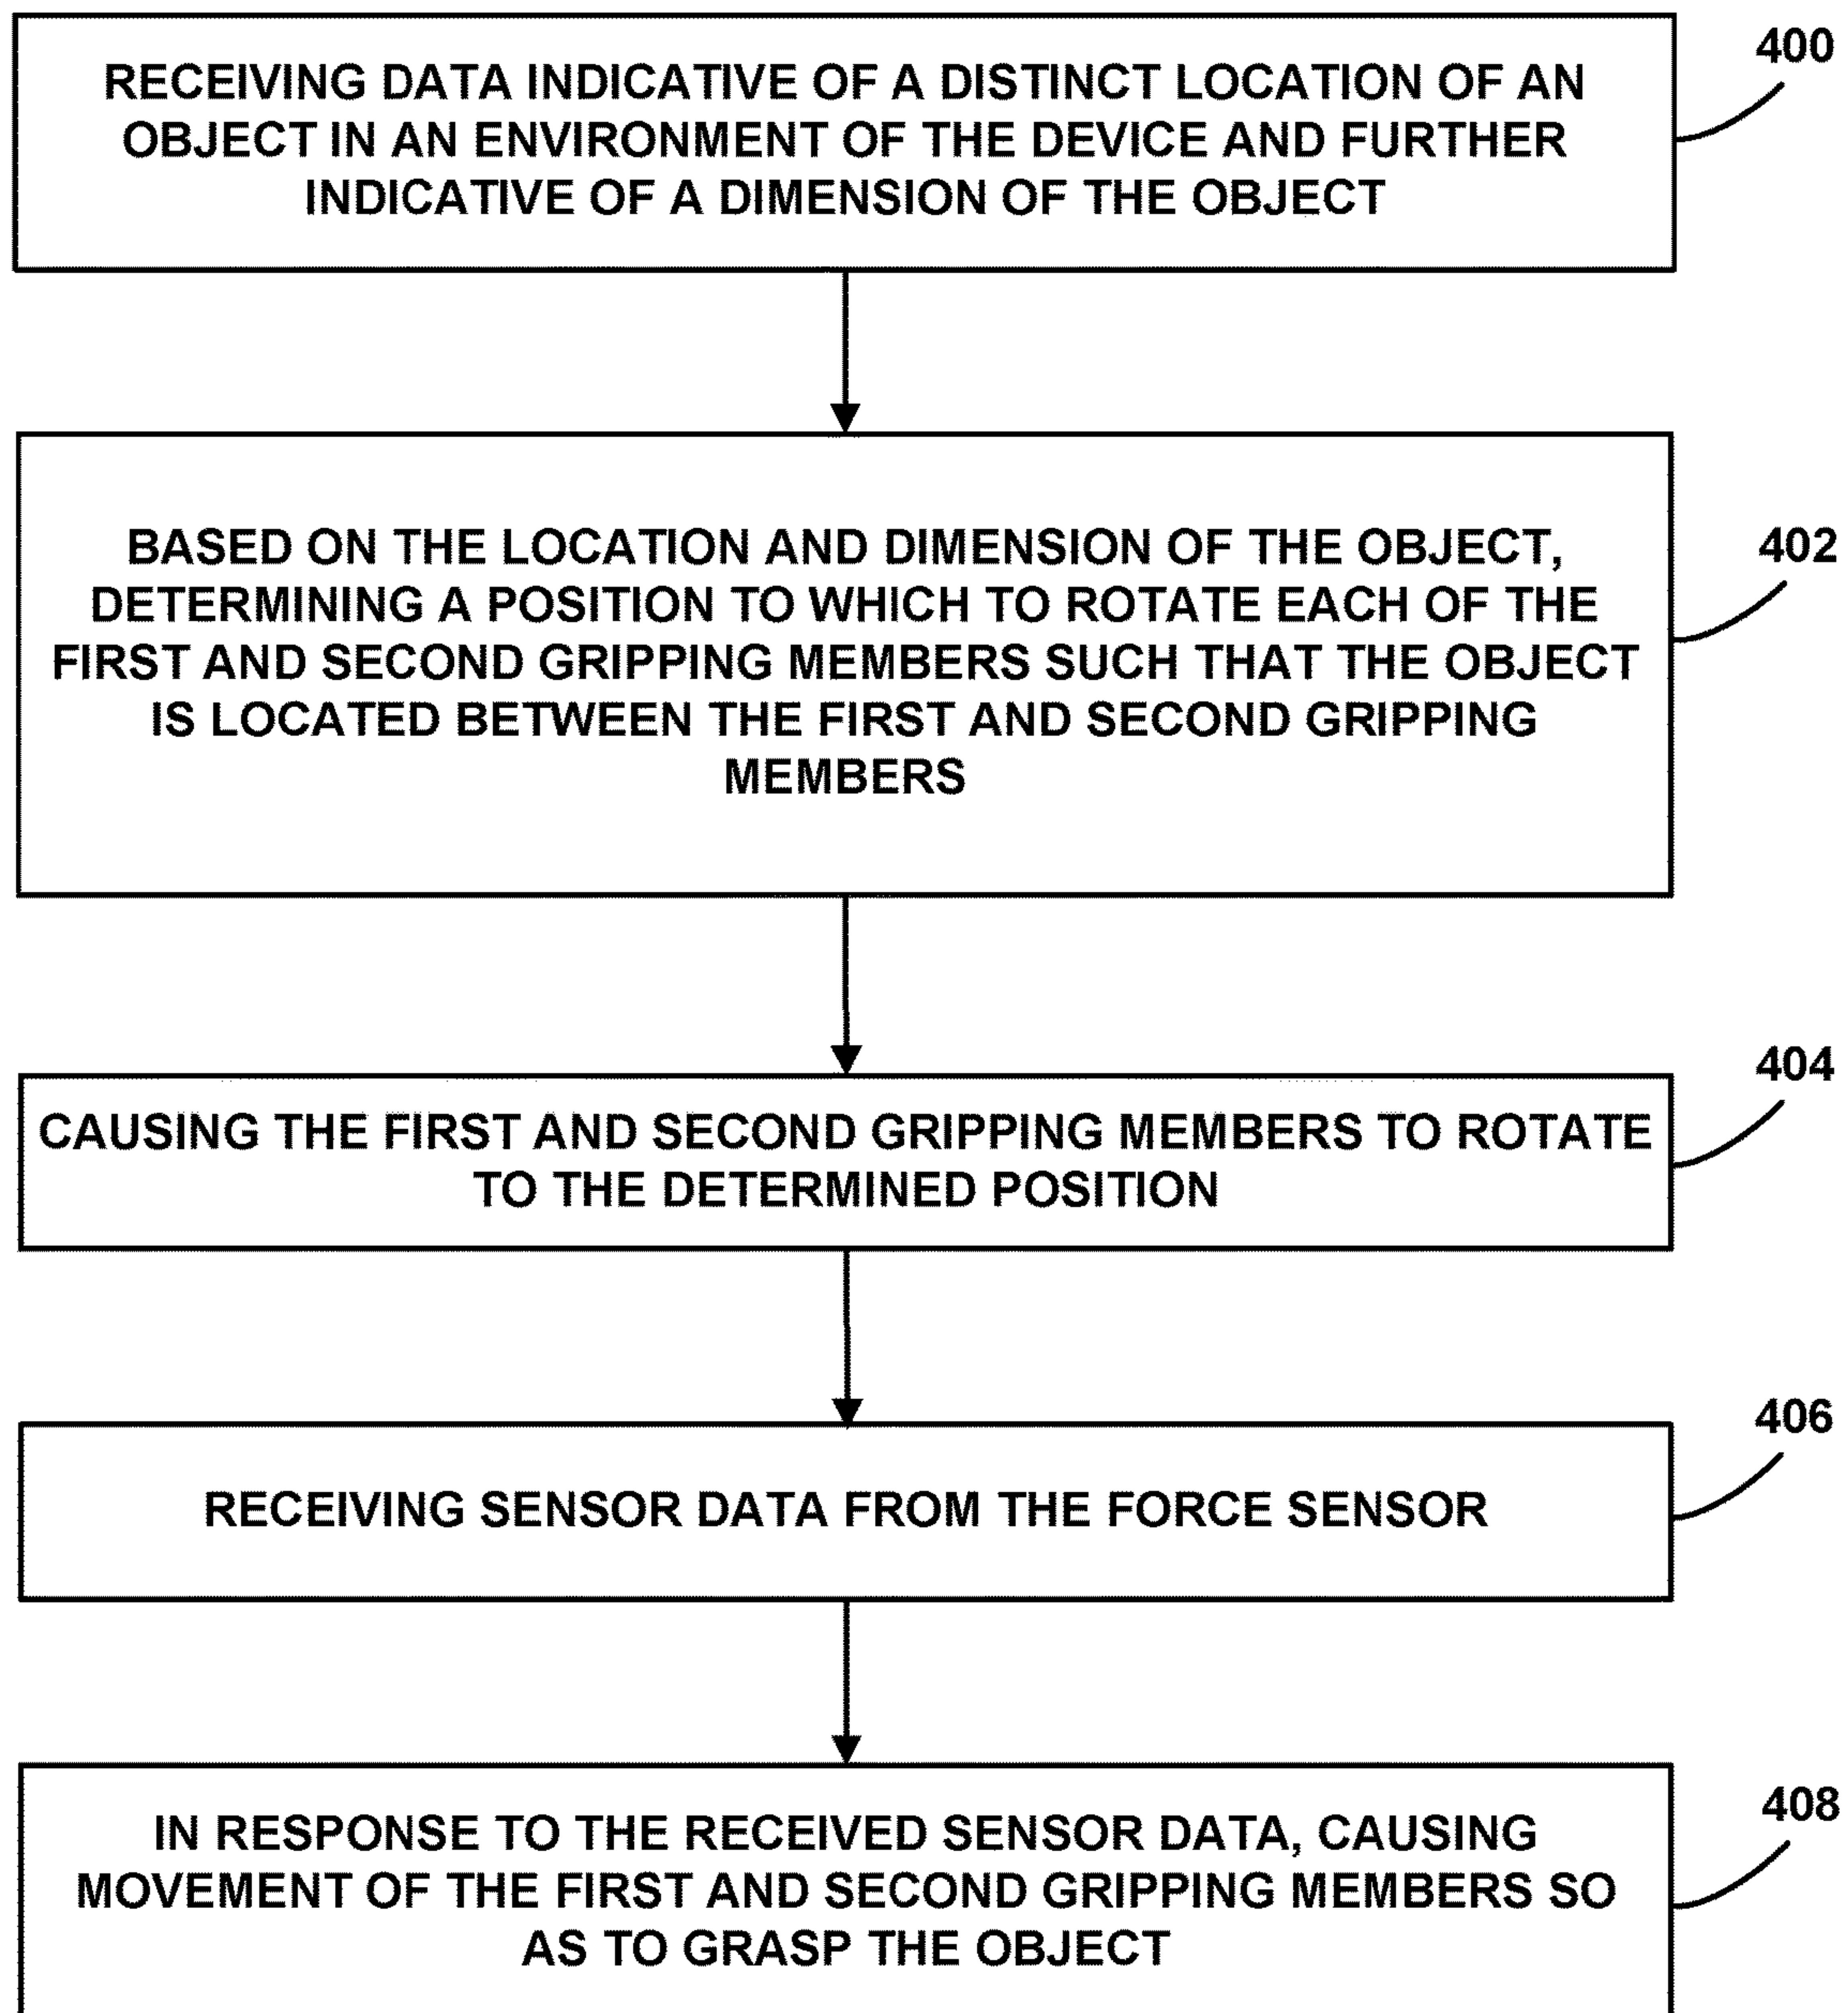 400
RECEIVING DATA INDICATIVE OF A DISTINCT LOCATION OF AN
OBJECT IN AN ENVIRONMENT OF THE DEVICE AND FURTHER
INDICATIVE OF A DIMENSION OF THE OBJECT
402
BASED ON THE LOCATION AND DIMENSION OF THE OBJECT,
DETERMINING A POSITION TO WHICH TO ROTATE EACH OF THE
FIRST AND SECOND GRIPPING MEMBERS SUCH THAT THE OBJECT
IS LOCATED BETWEEN THE FIRST AND SECOND GRIPPING
MEMBERS
404
CAUSING THE FIRST AND SECOND GRIPPING MEMBERS TO ROTATE
TO THE DETERMINED POSITION
406
RECEIVING SENSOR DATA FROM THE FORCE SENSOR
408
IN RESPONSE TO THE RECEIVED SENSOR DATA, CAUSING
MOVEMENT OF THE FIRST AND SECOND GRIPPING MEMBERS SO
AS TO GRASP THE OBJECT